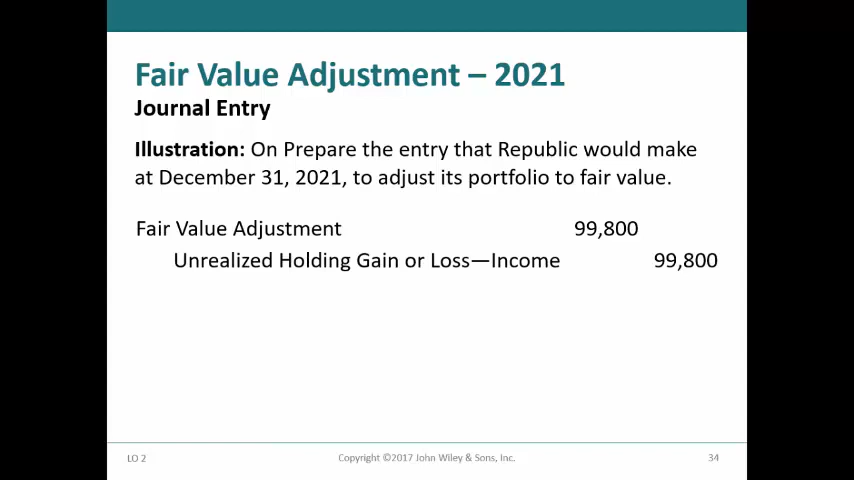 Fair Value Adjustment – 2021
Journal Entry
Illustration: On Prepare the entry that Republic would make
at December 31, 2021, to adjust its portfolio to fair value.
Fair Value Adjustment 99,800
Unrealized Holding Gain or Loss—Income 99,800
LO 2 Copyright ©2017 John Wiley & Sons, Inc. 34